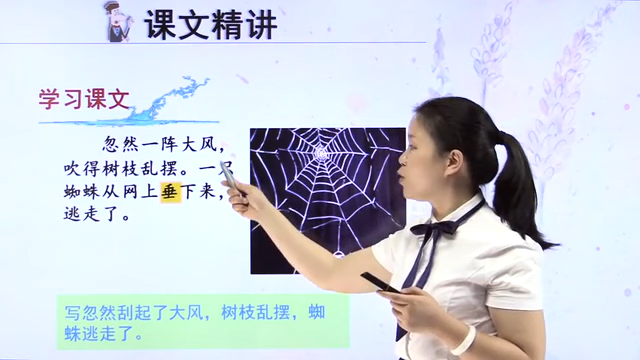 课文精讲
学习课文
忽然一阵大风，
吹得树枝乱摆。一只
蜘蛛从网上垂下来，
逃走了。
写忽然刮起了大风，树枝乱摆，蜘
蛛逃走了。